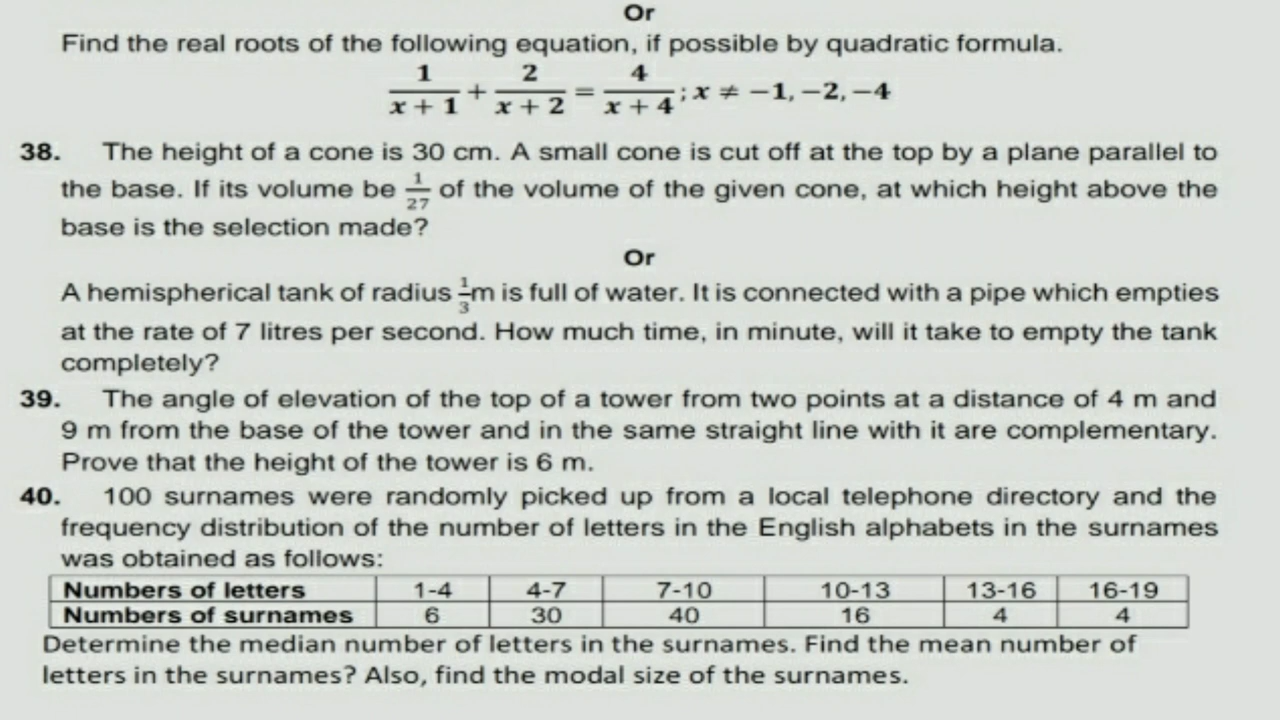 Or
Find the real roots of the following equation, if possible by quadratic formula.
1/(x + 1) + 2/(x + 2) = 4/(x + 4) ; x ≠ −1, −2, −4
38. The height of a cone is 30 cm. A small cone is cut off at the top by a plane parallel to
the base. If its volume be 1/27 of the volume of the given cone, at which height above the
base is the selection made?
Or
A hemispherical tank of radius 1/3 m is full of water. It is connected with a pipe which empties
at the rate of 7 litres per second. How much time, in minute, will it take to empty the tank
completely?
39. The angle of elevation of the top of a tower from two points at a distance of 4 m and
9 m from the base of the tower and in the same straight line with it are complementary.
Prove that the height of the tower is 6 m.
40. 100 surnames were randomly picked up from a local telephone directory and the
frequency distribution of the number of letters in the English alphabets in the surnames
was obtained as follows:
Numbers of letters 1-4 4-7 7-10 10-13 13-16 16-19
Numbers of surnames 6 30 40 16 4 4
Determine the median number of letters in the surnames. Find the mean number of
letters in the surnames? Also, find the modal size of the surnames.